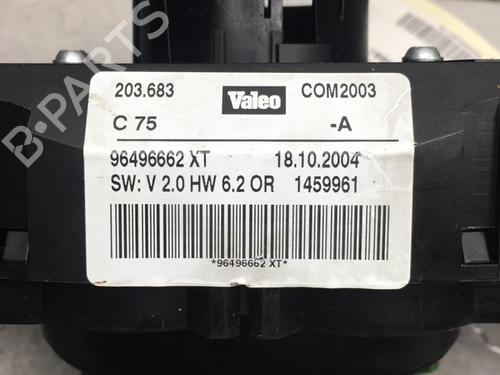 203.683 Valeo COM2003
C 75 -A
96496662 XT 18.10.2004
SW: V 2.0 HW 6.2 OR 1459961
*96496662 XT*
B-PARTS